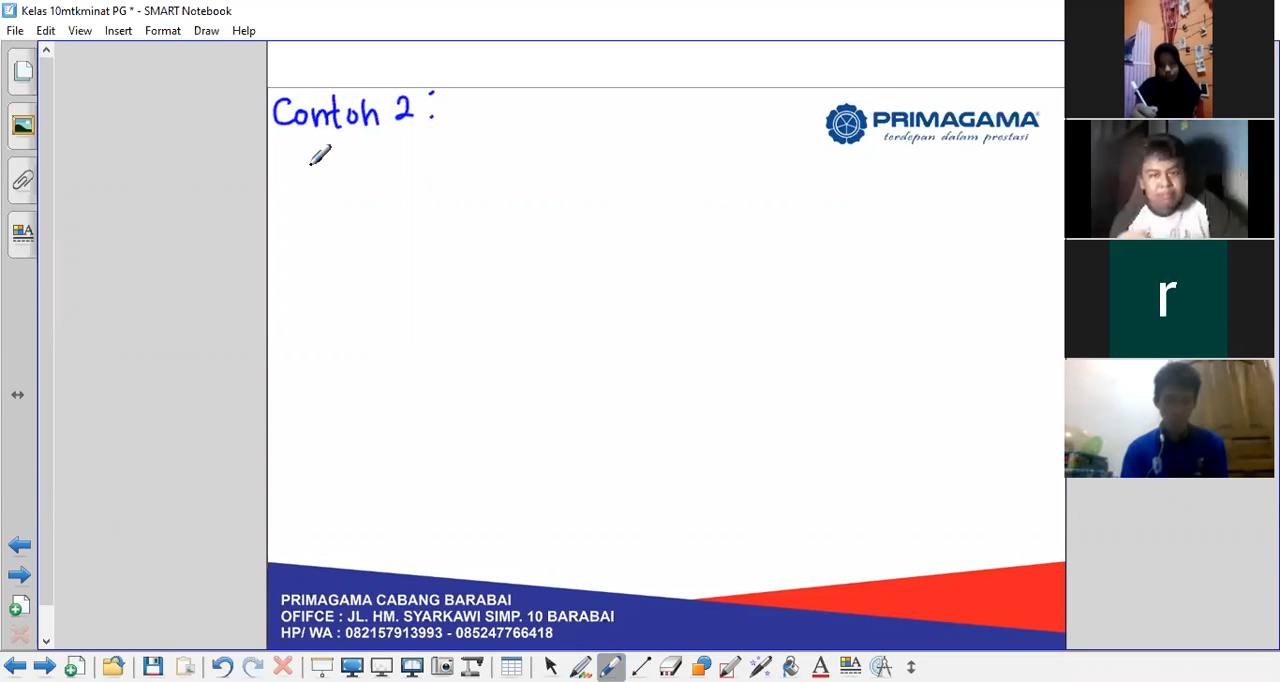 Kelas 10mtkminat PG * - SMART Notebook
File Edit View Insert Format Draw Help
Contoh 2 :
PRIMAGAMA
terdepan dalam prestasi
r
PRIMAGAMA CABANG BARABAI
OFIFCE : JL. HM. SYARKAWI SIMP. 10 BARABAI
HP/ WA : 082157913993 - 085247766418